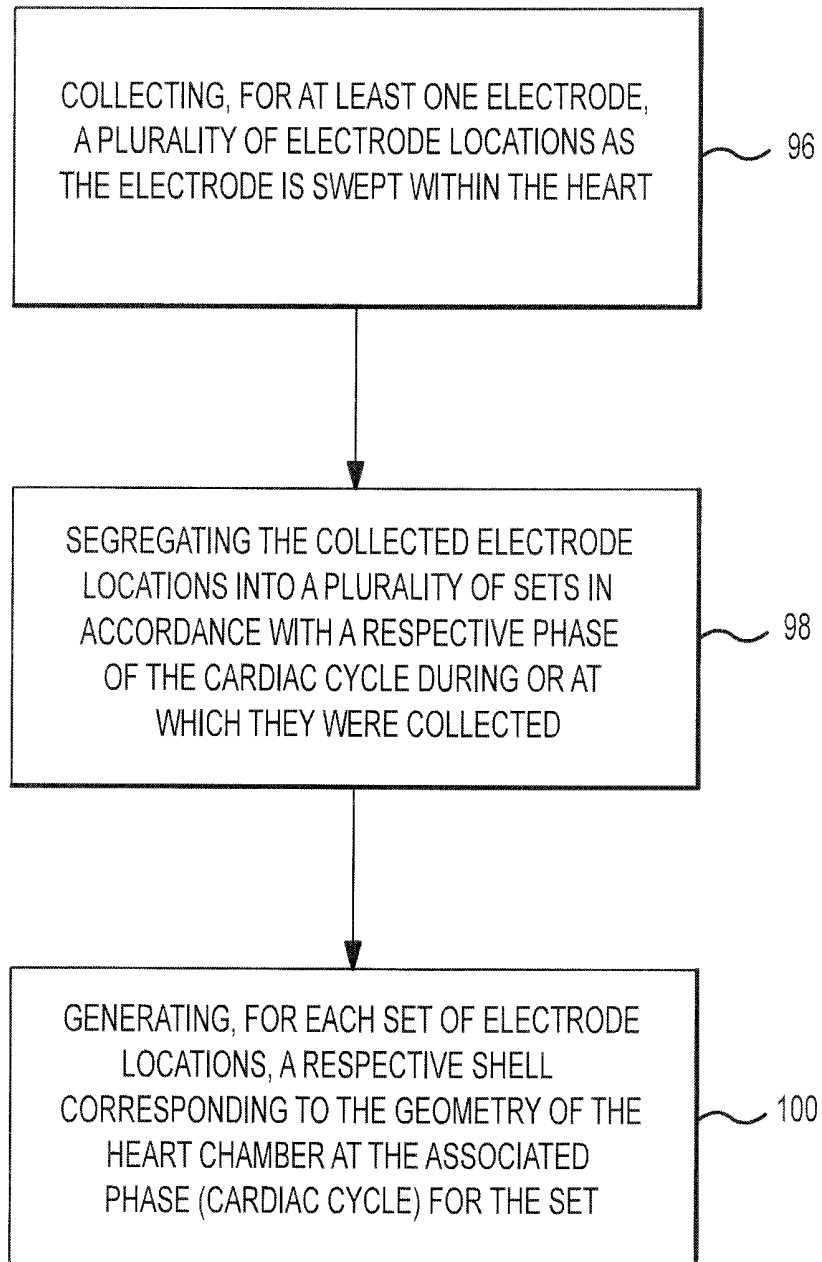 COLLECTING, FOR AT LEAST ONE ELECTRODE,
A PLURALITY OF ELECTRODE LOCATIONS AS
THE ELECTRODE IS SWEPT WITHIN THE HEART
96
SEGREGATING THE COLLECTED ELECTRODE
LOCATIONS INTO A PLURALITY OF SETS IN
ACCORDANCE WITH A RESPECTIVE PHASE
OF THE CARDIAC CYCLE DURING OR AT
WHICH THEY WERE COLLECTED
98
GENERATING, FOR EACH SET OF ELECTRODE
LOCATIONS, A RESPECTIVE SHELL
CORRESPONDING TO THE GEOMETRY OF THE
HEART CHAMBER AT THE ASSOCIATED
PHASE (CARDIAC CYCLE) FOR THE SET
100